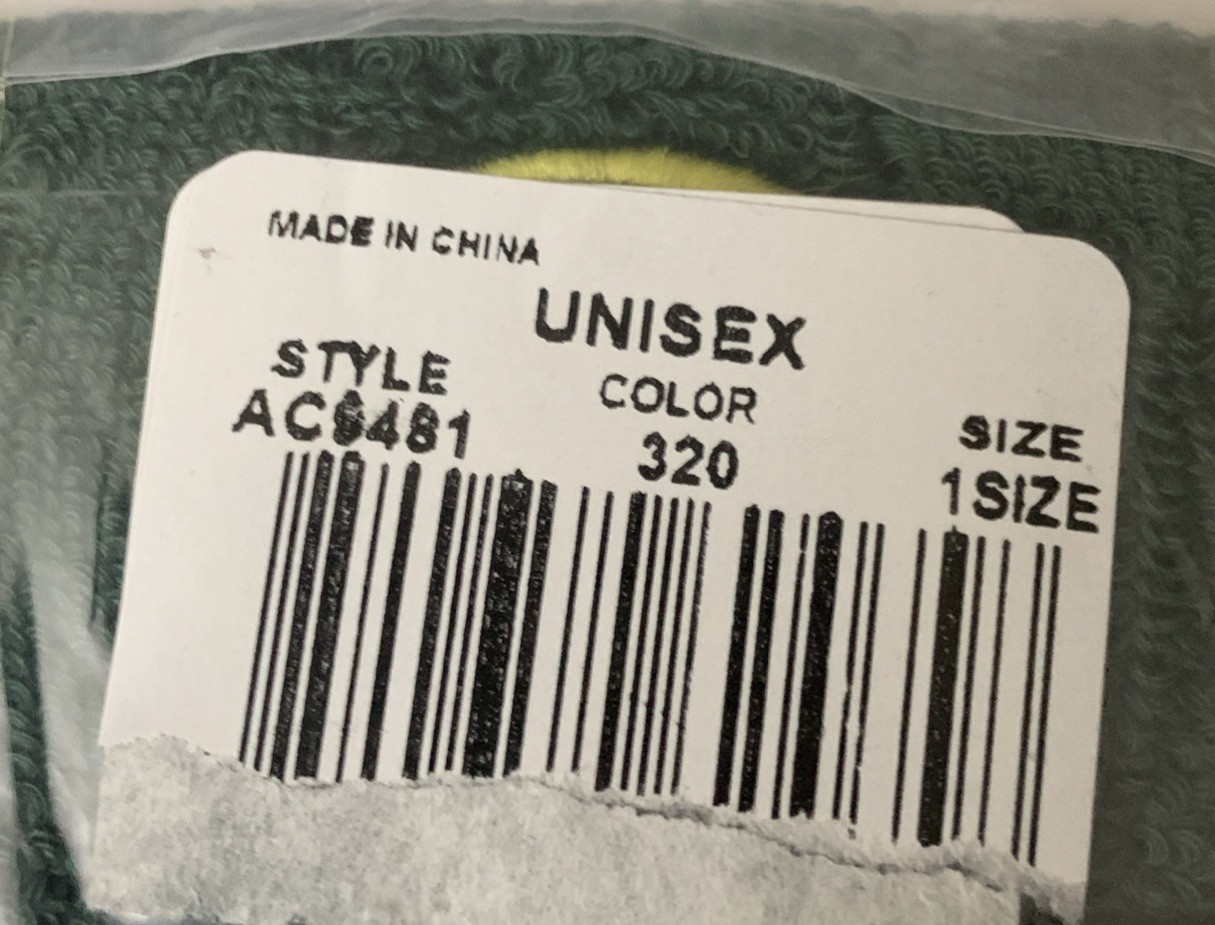 MADE IN CHINA
UNISEX
STYLE
COLOR
320
SIZE
1SIZE